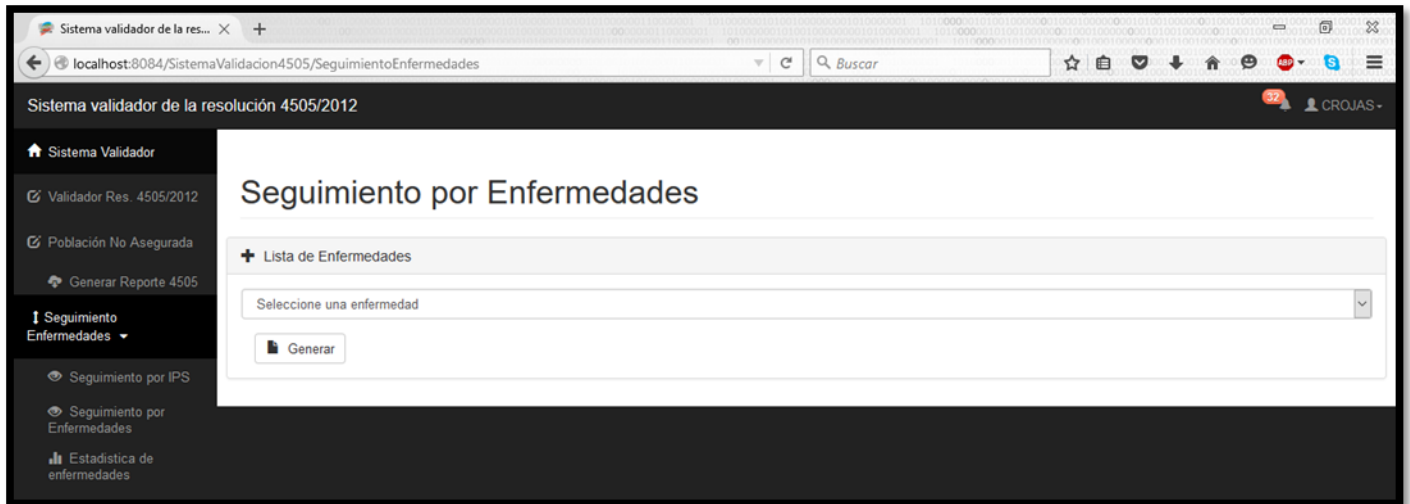 Sistema validador de la res...
localhost:8084/SistemaValidacion4505/SeguimientoEnfermedades
Buscar
ABP
Sistema validador de la resolución 4505/2012
32
CROJAS
Sistema Validador
Validador Res. 4505/2012
Población No Asegurada
Generar Reporte 4505
Seguimiento
Enfermedades
Seguimiento por IPS
Seguimiento por
Enfermedades
Estadistica de
enfermedades
Seguimiento por Enfermedades
Lista de Enfermedades
Seleccione una enfermedad
Generar